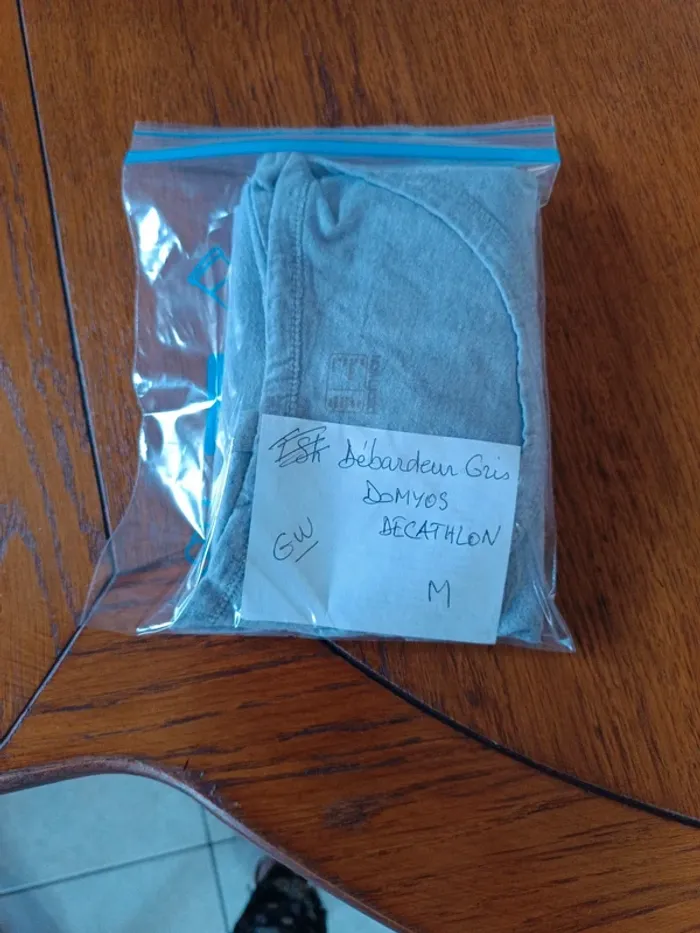 Débardeur Gris
DOMYOS
DECATHLON
GW
M